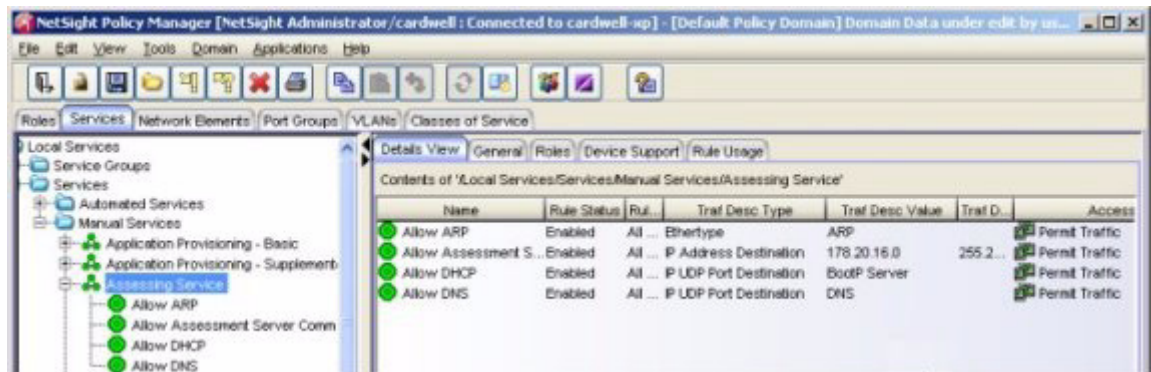 NetSight Policy Manager [NetSight Administrator/cardwell : Connected to cardwell-xp] - [Default Policy Domain] Domain Data under edit by us...
File Edit View Tools Domain Applications Help
Roles Services Network Elements Port Groups VLANs Classes of Service
Local Services
Service Groups
Services
Automated Services
Manual Services
Application Provisioning - Basic
Application Provisioning - Supplement
Assessing Service
Allow ARP
Allow Assessment Server Comm
Allow DHCP
Allow DNS
Details View General Roles Device Support Rule Usage
Contents of '/Local Services/Services/Manual Services/Assessing Service'
Name Rule Status Rul... Traf Desc Type Traf Desc Value Traf D... Access
Allow ARP Enabled All ... Ethertype ARP Permit Traffic
Allow Assessment S... Enabled All ... IP Address Destination 178.20.16.0 255.2... Permit Traffic
Allow DHCP Enabled All ... IP UDP Port Destination BootP Server Permit Traffic
Allow DNS Enabled All ... IP UDP Port Destination DNS Permit Traffic